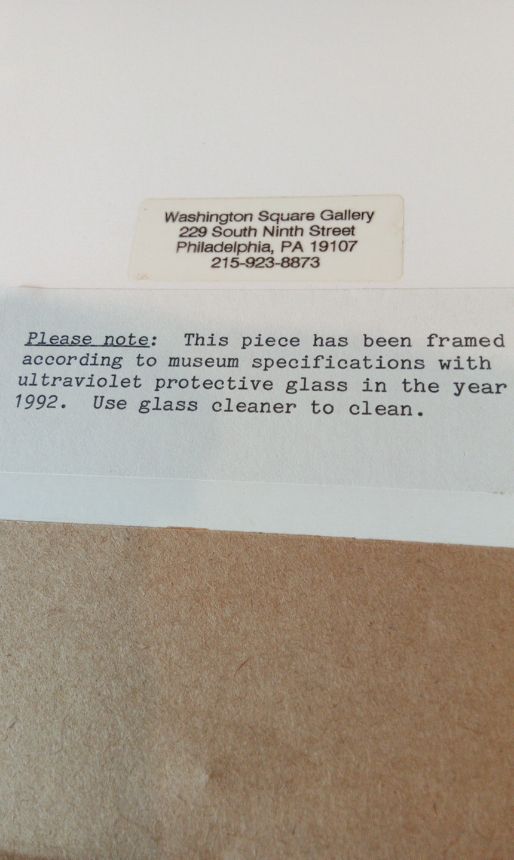 Washington Square Gallery
229 South Ninth Street
Philadelphia, PA 19107
215-923-8873
Please note:  This piece has been framed
according to museum specifications with
ultraviolet protective glass in the year
1992.  Use glass cleaner to clean.